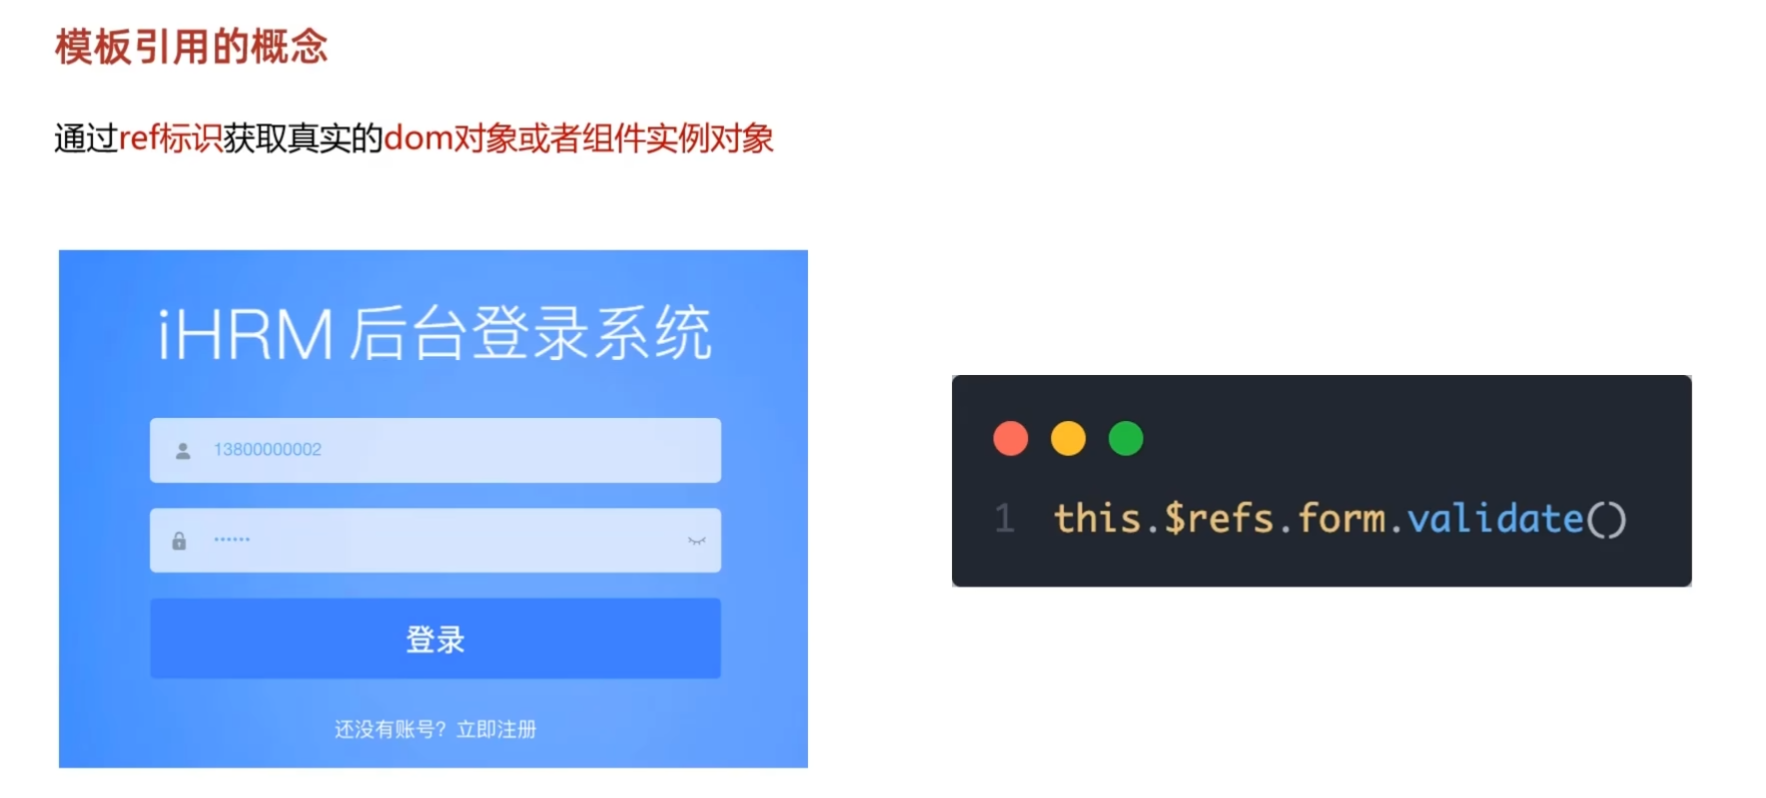 模板引用的概念
通过ref标识获取真实的dom对象或者组件实例对象
iHRM 后台登录系统
13800000002
••••••
登录
还没有账号？立即注册
1 this.$refs.form.validate()